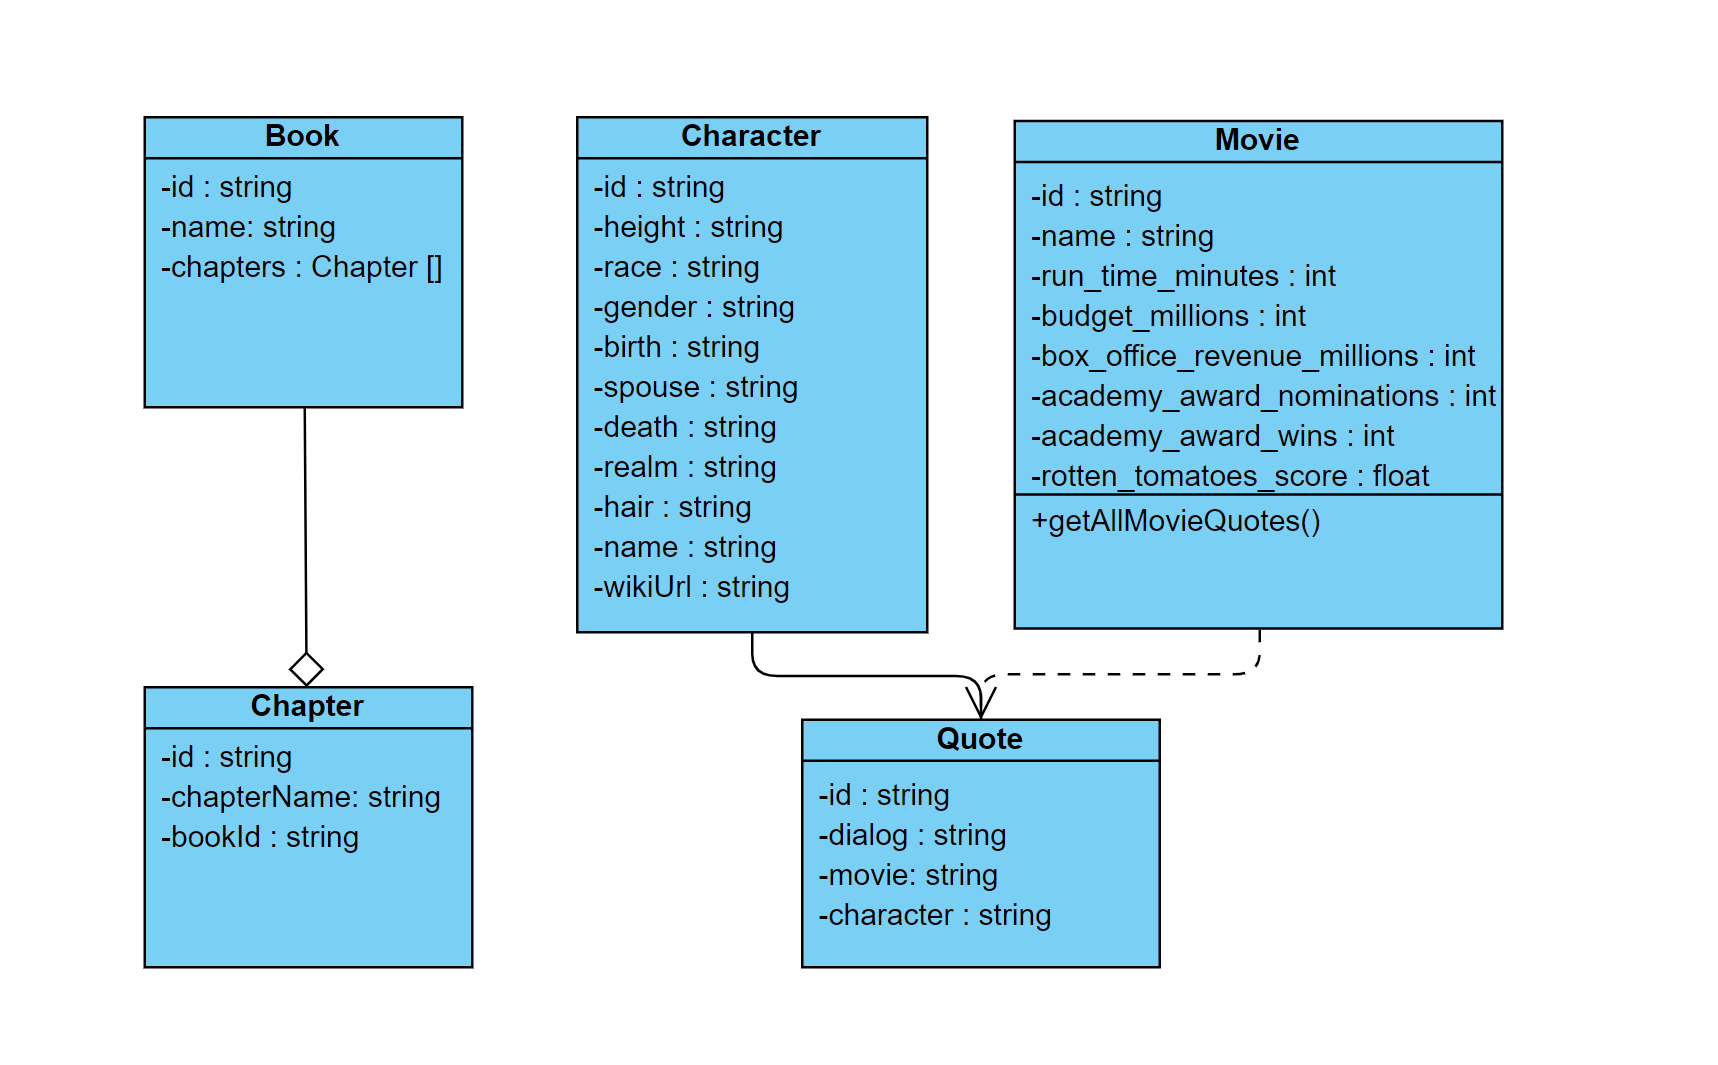 Book
-id : string
-name: string
-chapters : Chapter []
Character
-id : string
-height : string
-race : string
-gender : string
-birth : string
-spouse : string
-death : string
-realm : string
-hair : string
-name : string
-wikiUrl : string
Movie
-id : string
-name : string
-run_time_minutes : int
-budget_millions : int
-box_office_revenue_millions : int
-academy_award_nominations : int
-academy_award_wins : int
-rotten_tomatoes_score : float
+getAllMovieQuotes()
Chapter
-id : string
-chapterName: string
-bookId : string
Quote
-id : string
-dialog : string
-movie: string
-character : string